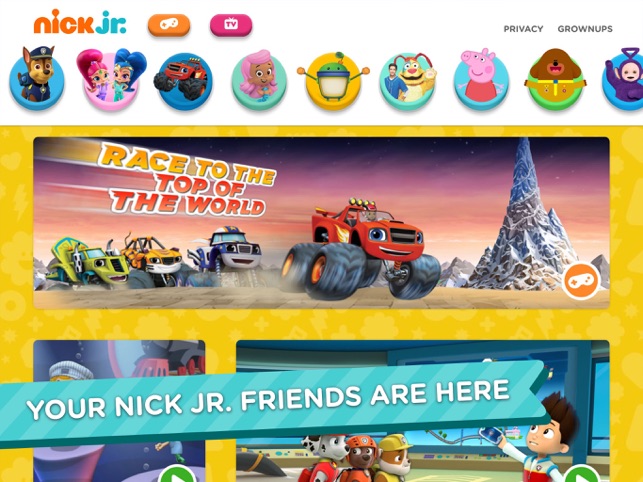 nick jr.
TV
PRIVACY GROWNUPS
RACE TO THE
TOP OF
THE WORLD
YOUR NICK JR. FRIENDS ARE HERE